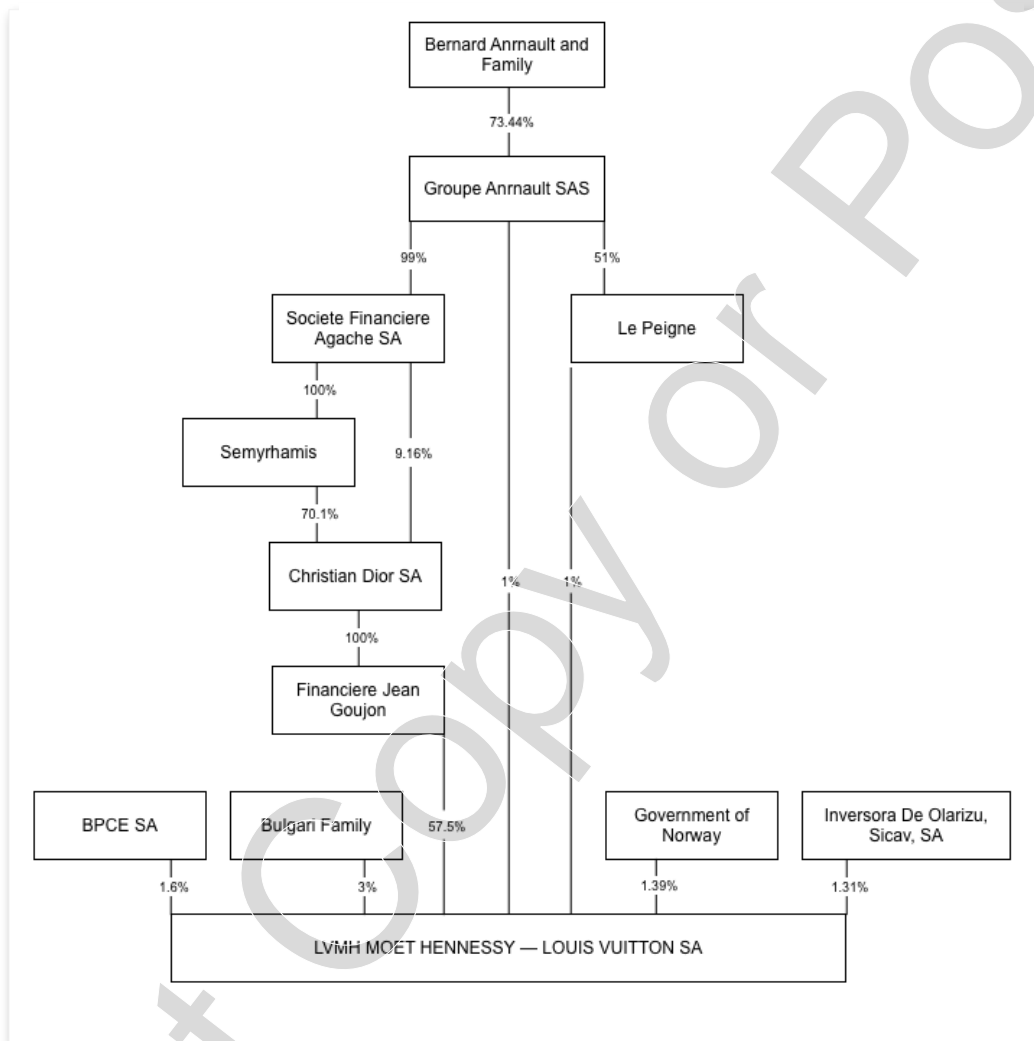 Bernard Anrnault and
Family
73.44%
Groupe Anrnault SAS
99%
51%
Societe Financiere
Agache SA
Le Peigne
100%
Semyrhamis
9.16%
70.1%
Christian Dior SA
1%
1%
100%
Financiere Jean
Goujon
BPCE SA
Bulgari Family
57.5%
Government of
Norway
Inversora De Olarizu,
Sicav, SA
1.6%
3%
1.39%
1.31%
LVMH MOET HENNESSY — LOUIS VUITTON SA
Copy or